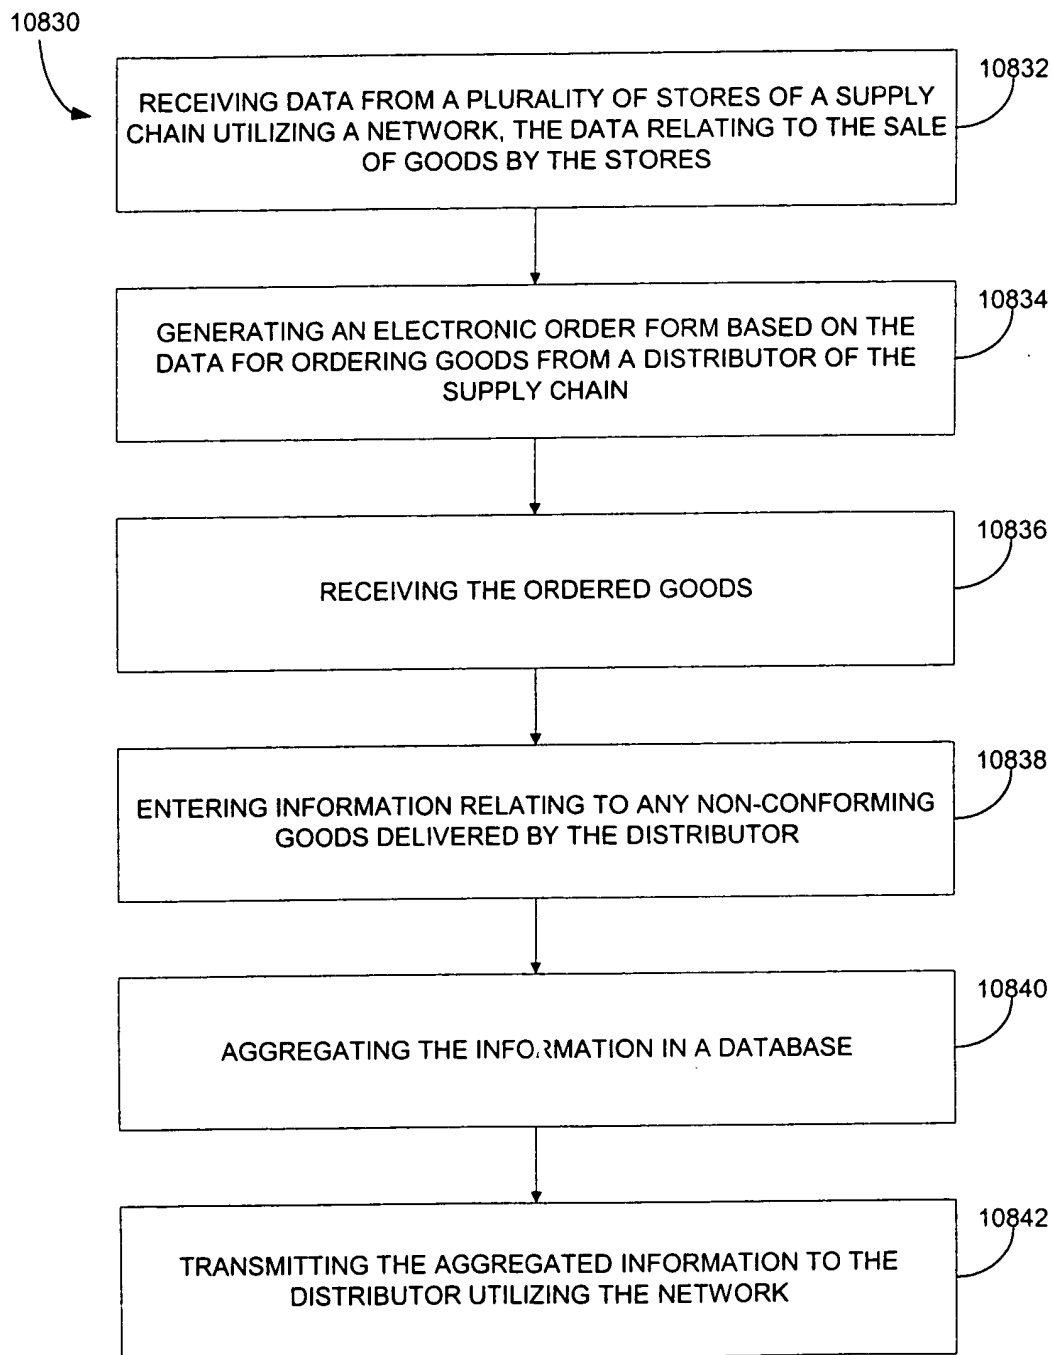 10830
10832
RECEIVING DATA FROM A PLURALITY OF STORES OF A SUPPLY
CHAIN UTILIZING A NETWORK, THE DATA RELATING TO THE SALE
OF GOODS BY THE STORES
10834
GENERATING AN ELECTRONIC ORDER FORM BASED ON THE
DATA FOR ORDERING GOODS FROM A DISTRIBUTOR OF THE
SUPPLY CHAIN
10836
RECEIVING THE ORDERED GOODS
10838
ENTERING INFORMATION RELATING TO ANY NON-CONFORMING
GOODS DELIVERED BY THE DISTRIBUTOR
10840
AGGREGATING THE INFORMATION IN A DATABASE
10842
TRANSMITTING THE AGGREGATED INFORMATION TO THE
DISTRIBUTOR UTILIZING THE NETWORK